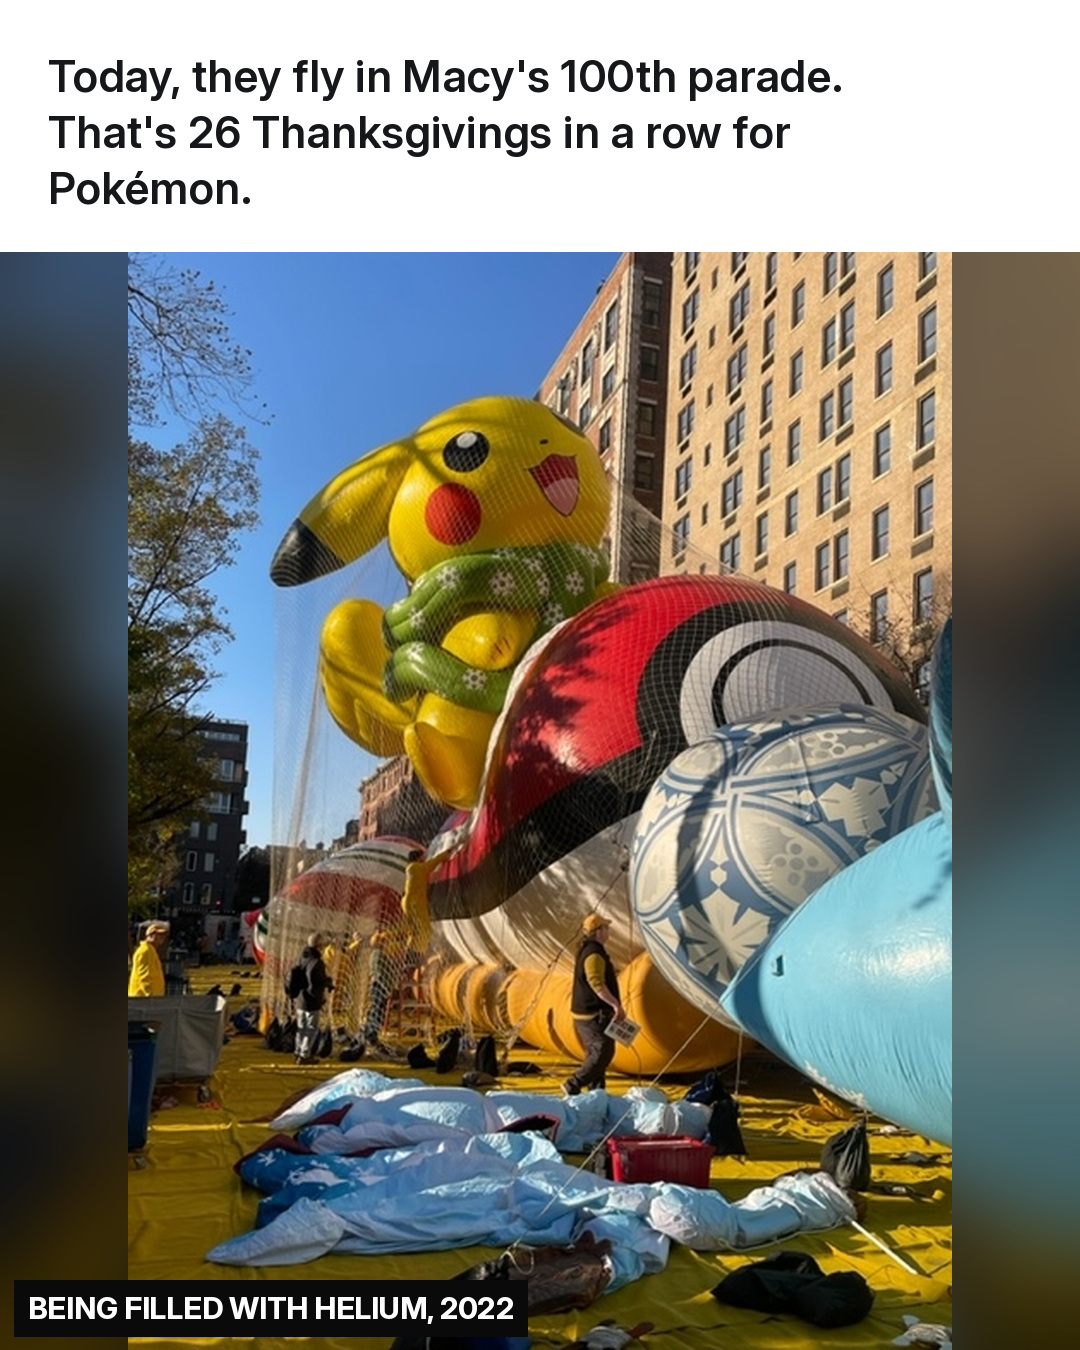 Today, they fly in Macy's 100th parade.
That's 26 Thanksgivings in a row for
Pokémon.
BEING FILLED WITH HELIUM, 2022